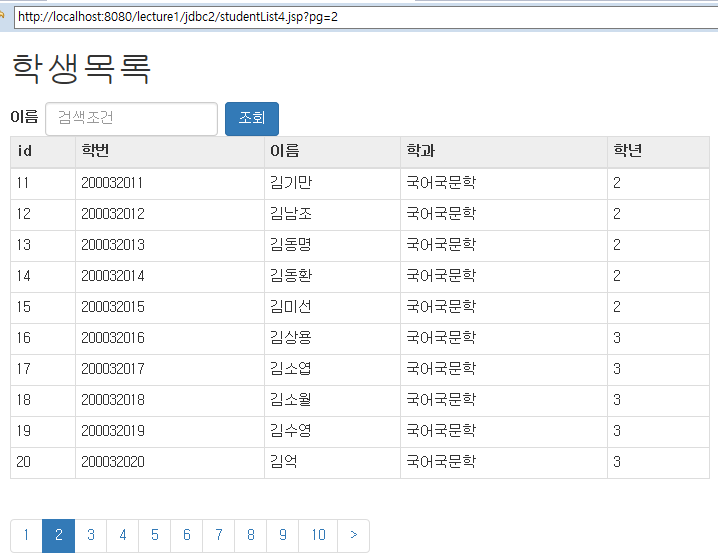 http://localhost:8080/lecture1/jdbc2/studentList4.jsp?pg=2
학생목록
이름 검색조건 조회
id 학번 이름 학과 학년
11 200032011 김기만 국어국문학 2
12 200032012 김남조 국어국문학 2
13 200032013 김동명 국어국문학 2
14 200032014 김동환 국어국문학 2
15 200032015 김미선 국어국문학 2
16 200032016 김상용 국어국문학 3
17 200032017 김소엽 국어국문학 3
18 200032018 김소월 국어국문학 3
19 200032019 김수영 국어국문학 3
20 200032020 김억 국어국문학 3
1 2 3 4 5 6 7 8 9 10 >